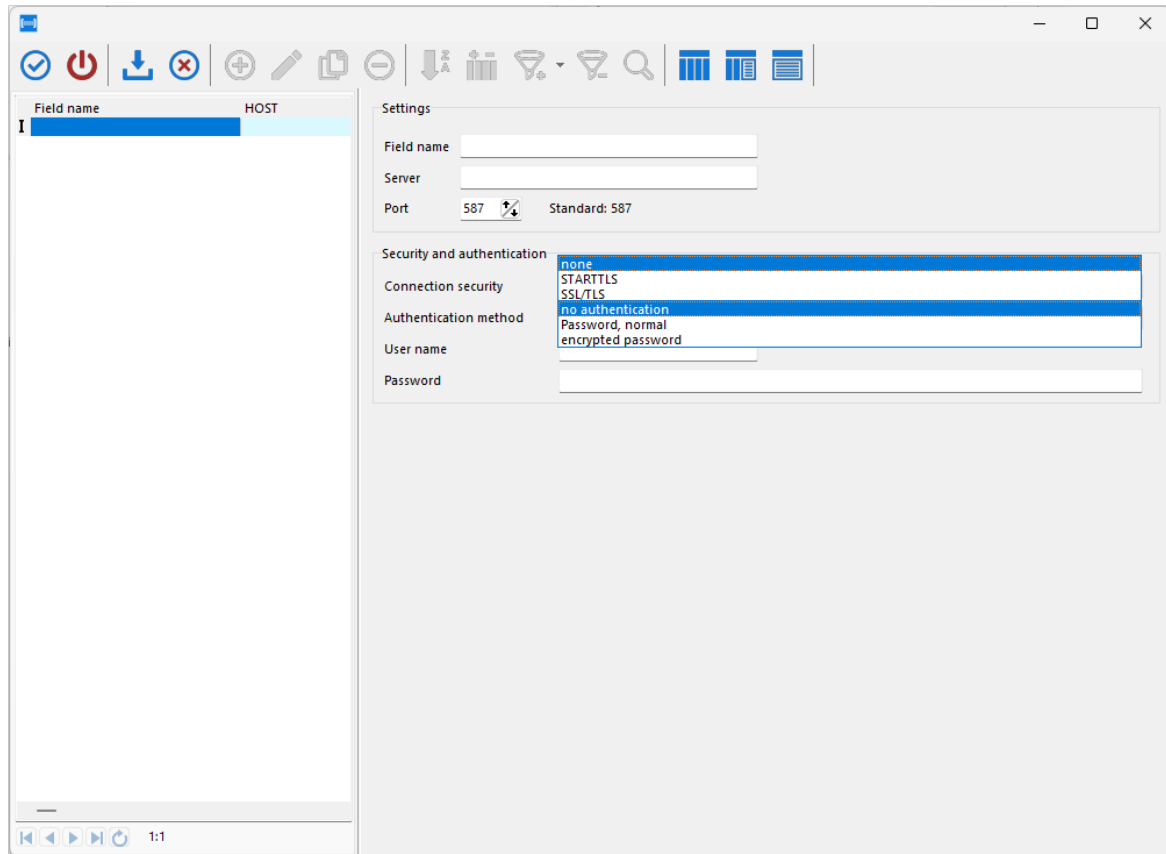 Field name HOST
Settings
Field name
Server
Port 587 Standard: 587
Security and authentication
none
Connection security STARTTLS
SSL/TLS
no authentication
Authentication method Password, normal
encrypted password
User name
Password
1:1